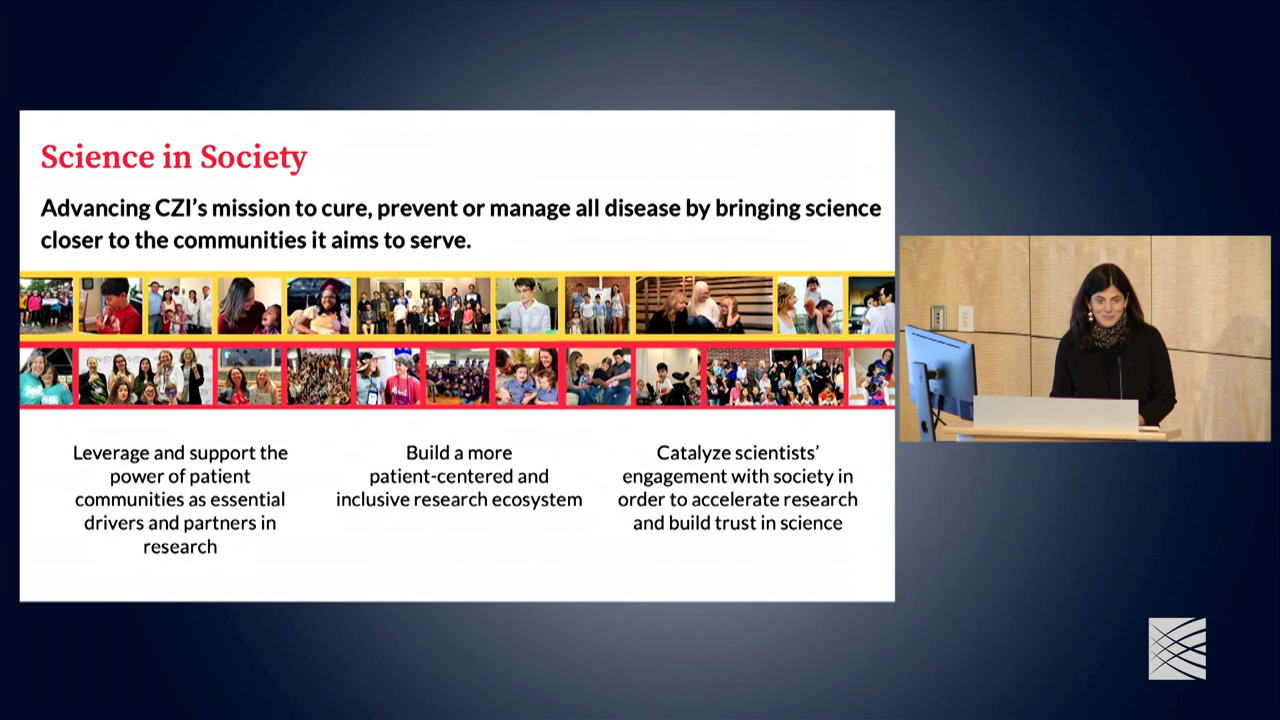 Science in Society
Advancing CZI’s mission to cure, prevent or manage all disease by bringing science
closer to the communities it aims to serve.
Leverage and support the
power of patient
communities as essential
drivers and partners in
research
Build a more
patient-centered and
inclusive research ecosystem
Catalyze scientists’
engagement with society in
order to accelerate research
and build trust in science